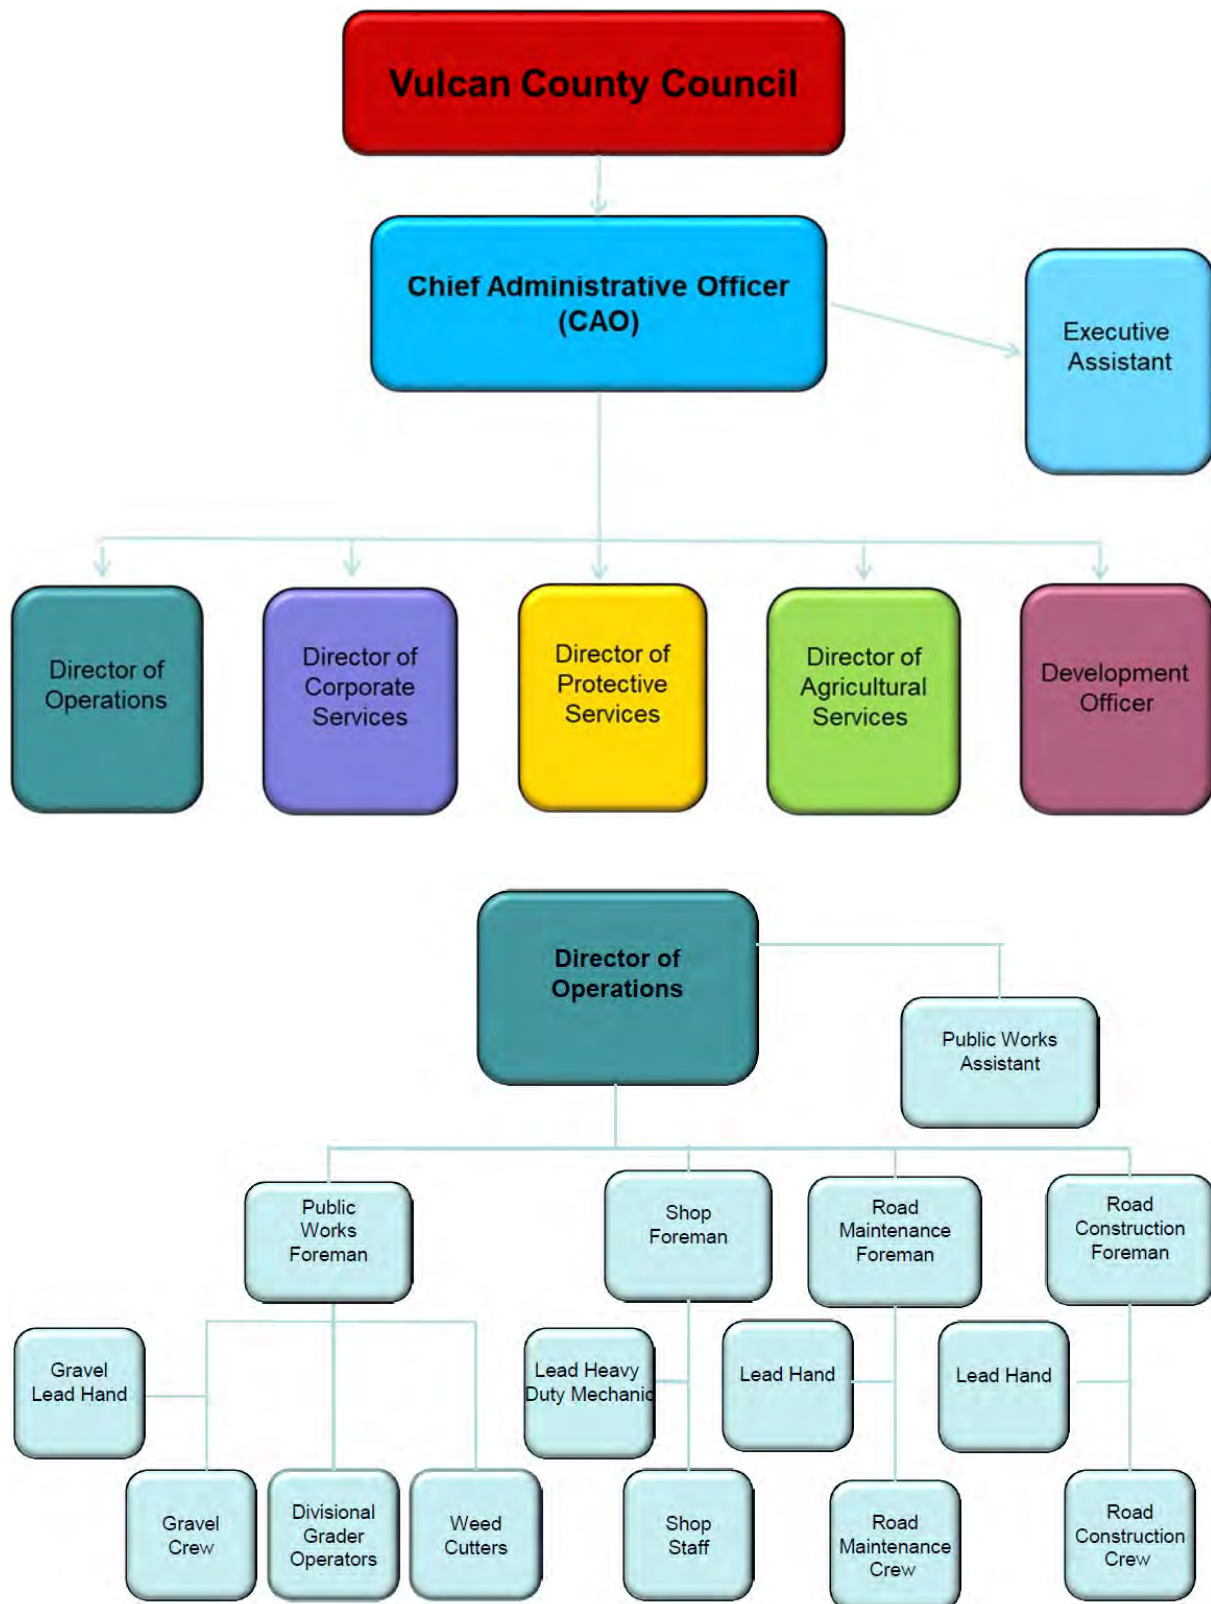 Vulcan County Council
Chief Administrative Officer
(CAO)
Executive
Assistant
Director of
Operations
Director of
Corporate
Services
Director of
Protective
Services
Director of
Agricultural
Services
Development
Officer
Director of
Operations
Public Works
Assistant
Public
Works
Foreman
Shop
Foreman
Road
Maintenance
Foreman
Road
Construction
Foreman
Gravel
Lead Hand
Lead Heavy
Duty Mechanic
Lead Hand
Lead Hand
Gravel
Crew
Divisional
Grader
Operators
Weed
Cutters
Shop
Staff
Road
Maintenance
Crew
Road
Construction
Crew